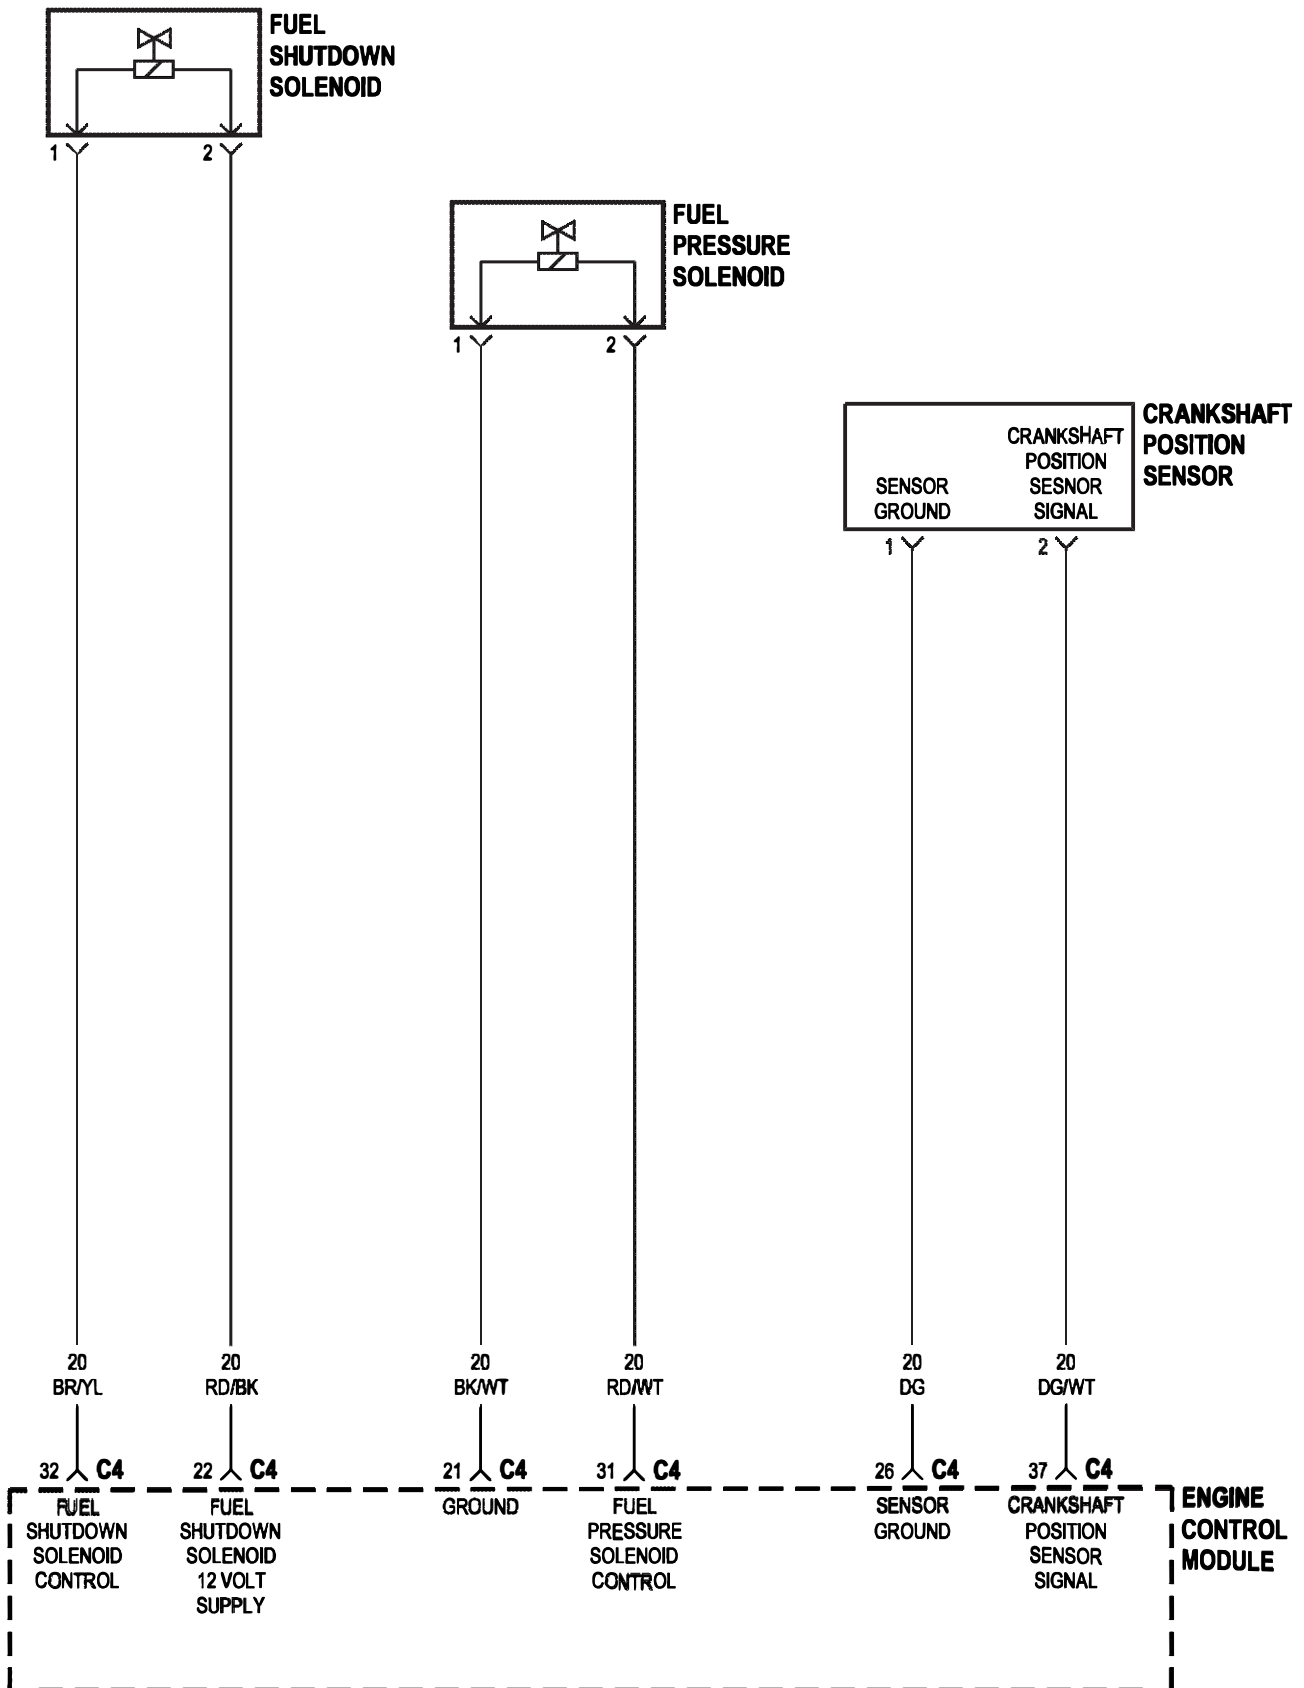 FUEL
SHUTDOWN
SOLENOID
1
2
FUEL
PRESSURE
SOLENOID
1
2
CRANKSHAFT
POSITION
SENSOR
SENSOR
GROUND
CRANKSHAFT
POSITION
SESNOR
SIGNAL
1
2
20
BR/YL
20
RD/BK
20
BK/WT
20
RD/WT
20
DG
20
DG/WT
32 C4
22 C4
21 C4
31 C4
26 C4
37 C4
FUEL
SHUTDOWN
SOLENOID
CONTROL
FUEL
SHUTDOWN
SOLENOID
12 VOLT
SUPPLY
GROUND
FUEL
PRESSURE
SOLENOID
CONTROL
SENSOR
GROUND
CRANKSHAFT
POSITION
SENSOR
SIGNAL
ENGINE
CONTROL
MODULE